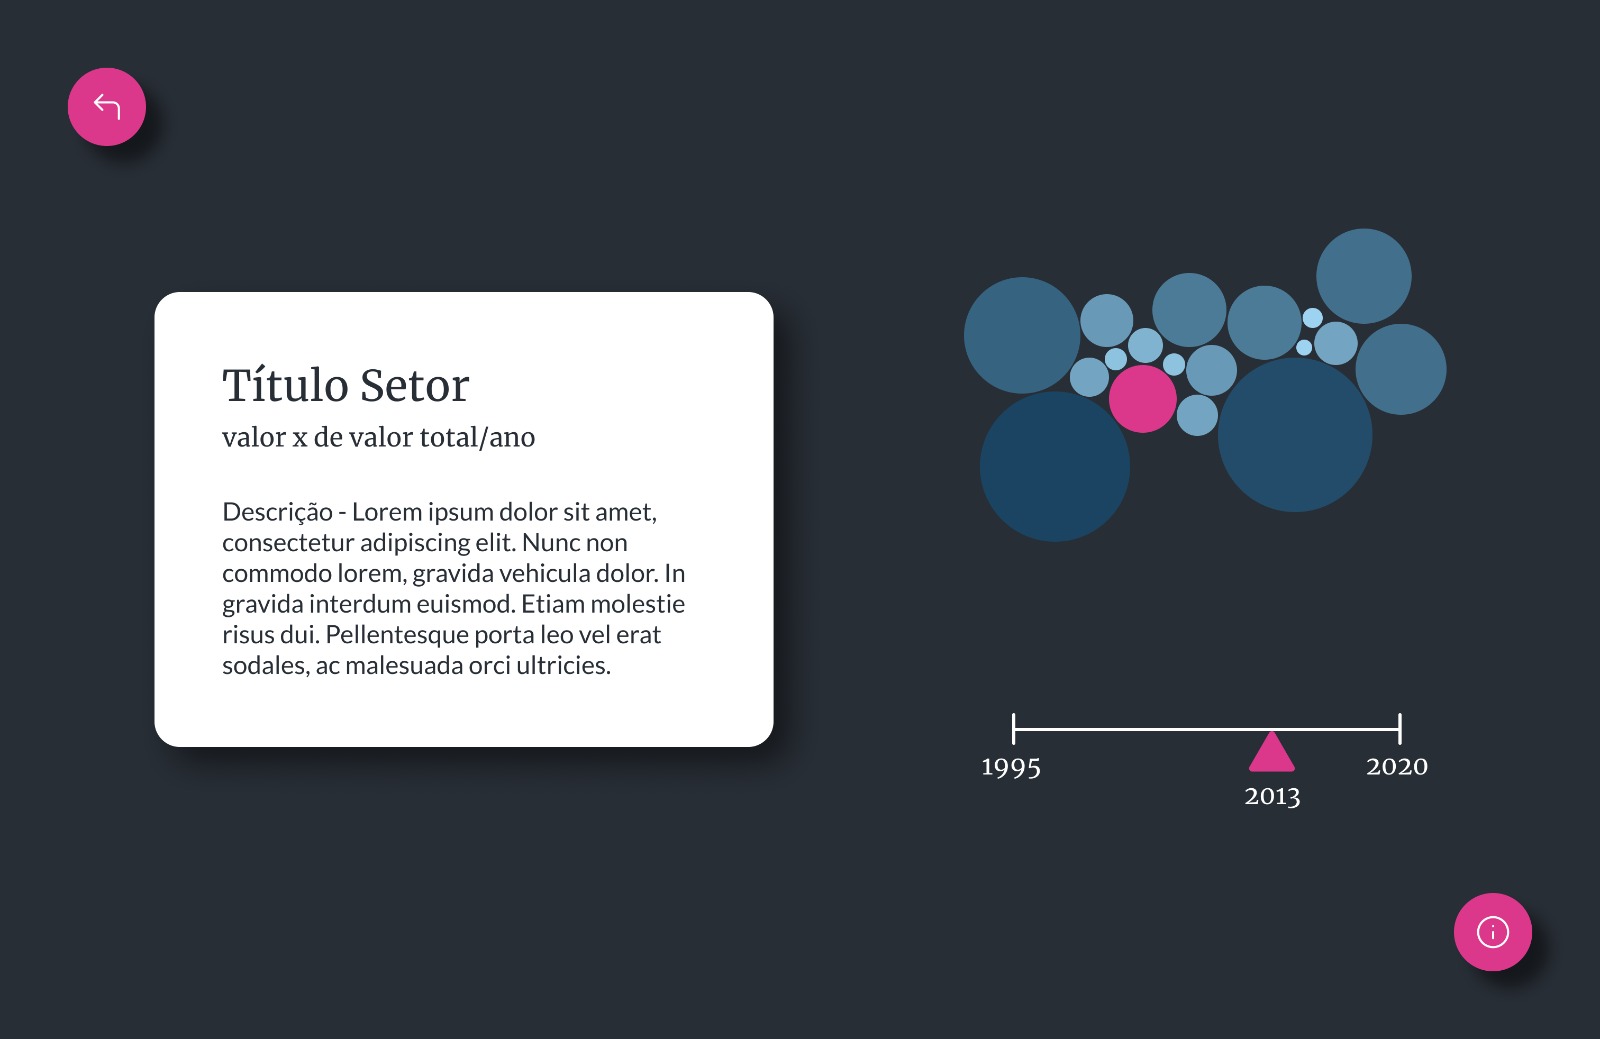 Título Setor
valor x de valor total/ano
Descrição - Lorem ipsum dolor sit amet,
consectetur adipiscing elit. Nunc non
commodo lorem, gravida vehicula dolor. In
gravida interdum euismod. Etiam molestie
risus dui. Pellentesque porta leo vel erat
sodales, ac malesuada orci ultricies.
1995
2020
2013